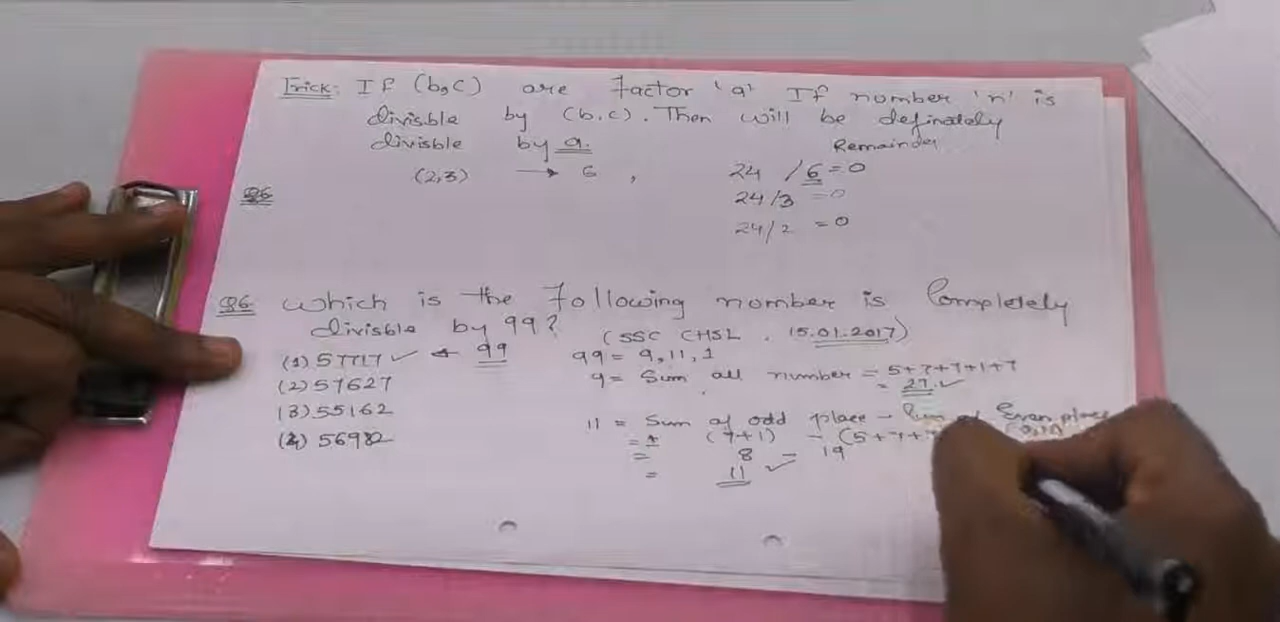 Trick: If (b,c) are Factor 'a' If number 'n' is
divisble by (b,c). Then will be definately
divisble by a.
Remainder
(2,3) → 6 , 24 / 6 = 0
Q6 24/3 = 0
24/2 = 0
Q6 which is the following number is Completely
divisble by 99? (SSC CHSL . 15.01.2017)
(1) 57717 ✓ ← 99 99 = 9, 11, 1
(2) 57627 9 = Sum all number = 5+7+7+1+7
= 27 ✓
(3) 55162 11 = Sum of odd place - Sum of Even place
(4) 56982 = (7+1) - (5+7+
= 8 - 19
= 11 ✓